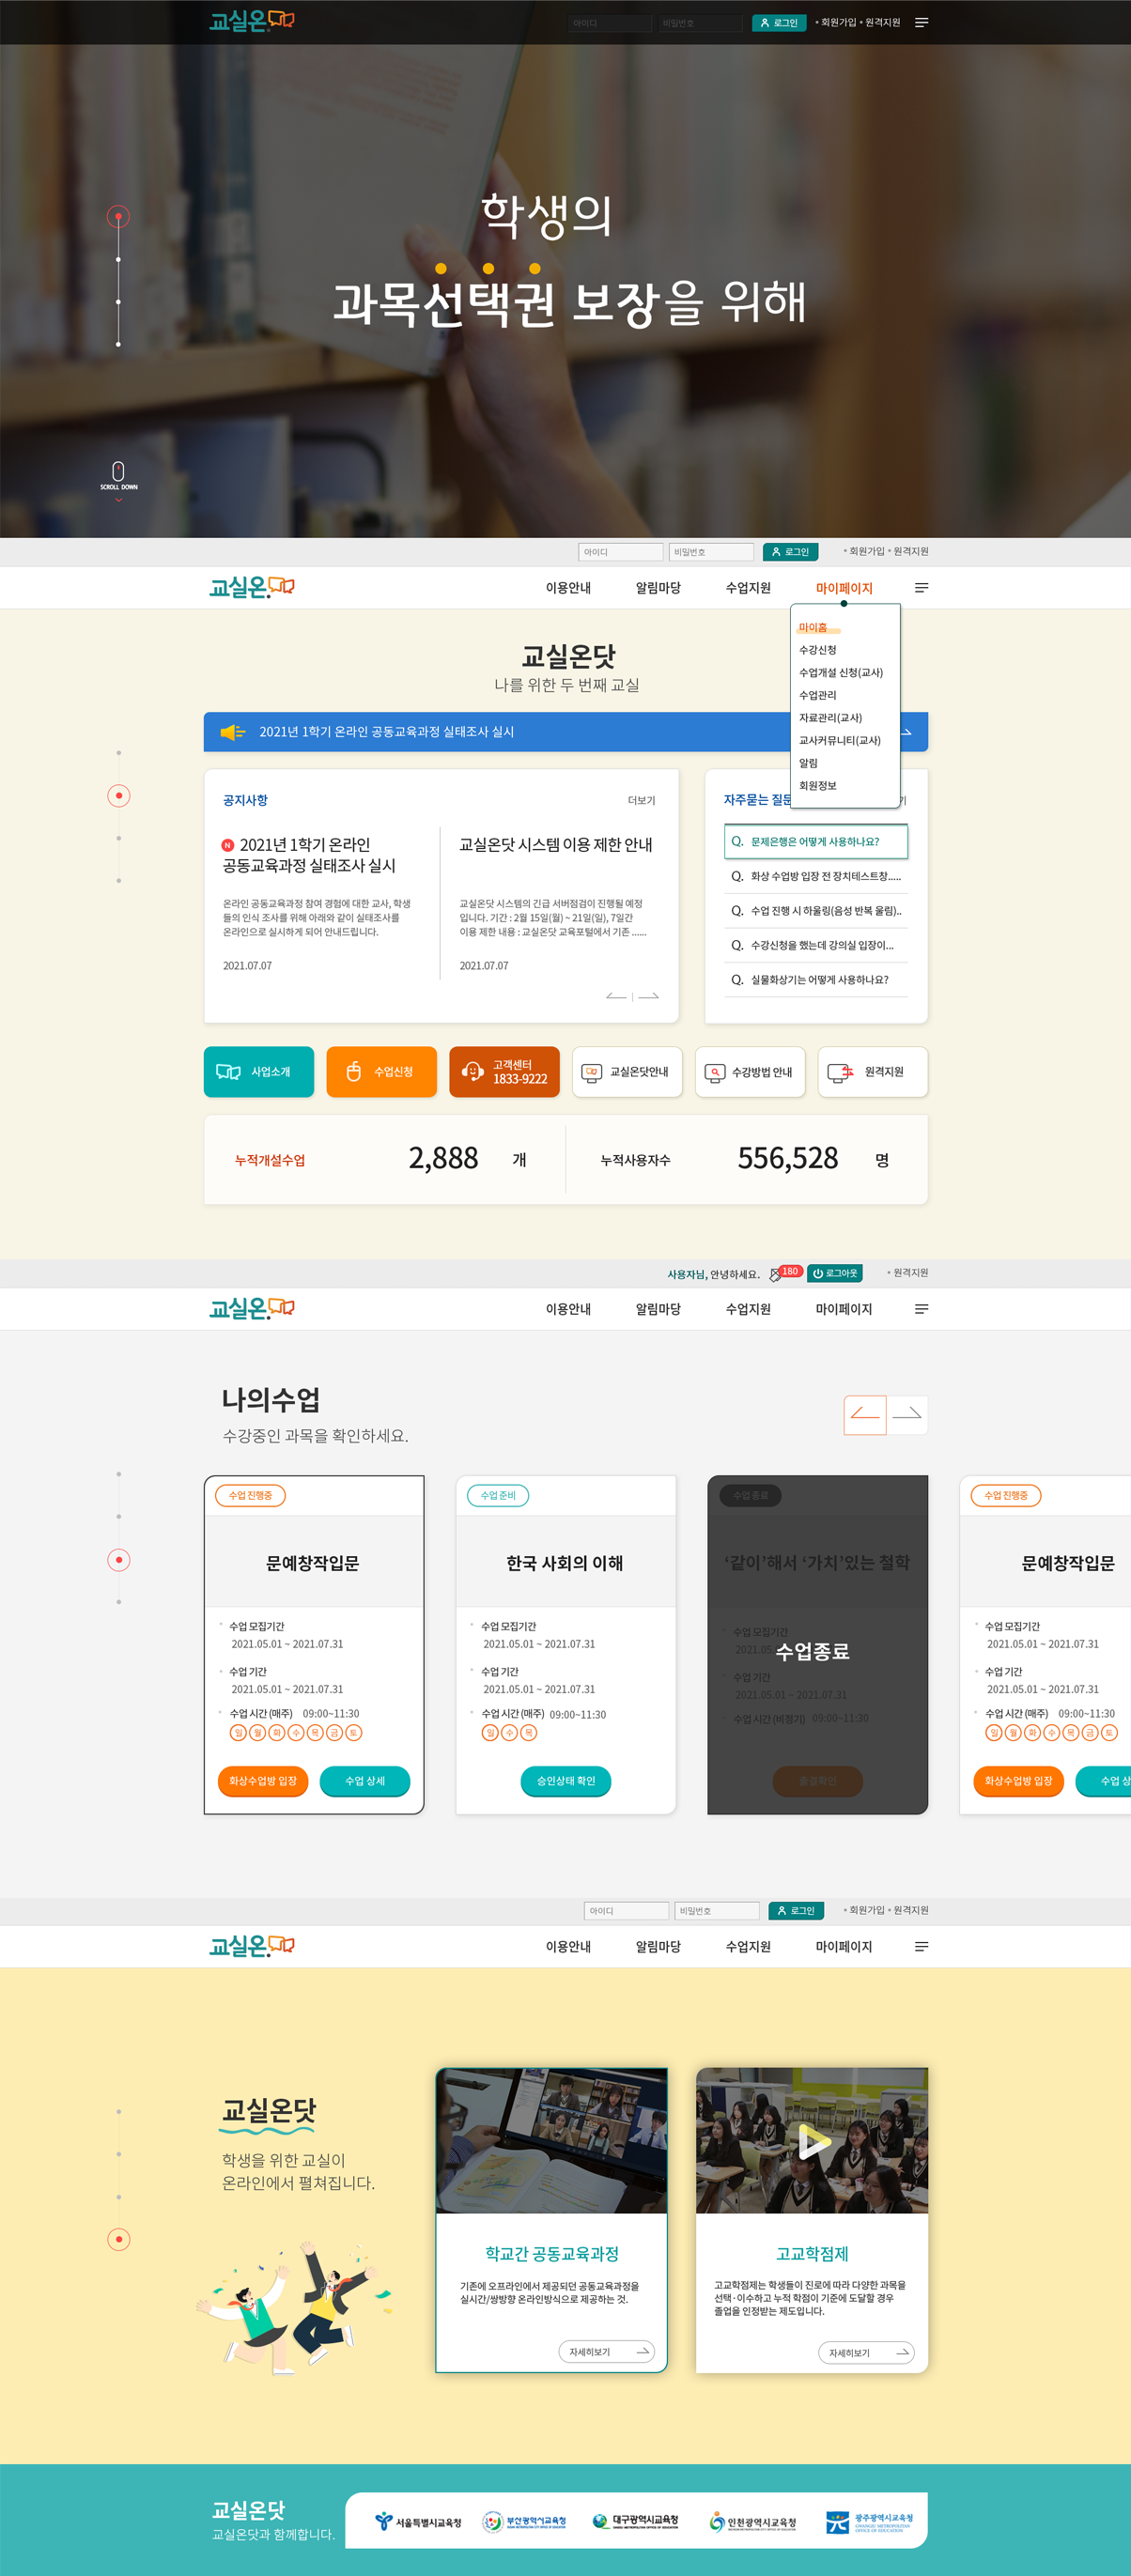 교실온.
아이디
비밀번호
로그인
• 회원가입 • 원격지원
학생의
과목선택권 보장을 위해
SCROLL DOWN
아이디
비밀번호
로그인
• 회원가입 • 원격지원
교실온.
이용안내
알림마당
수업지원
마이페이지
마이홈
수강신청
수업개설 신청(교사)
수업관리
자료관리(교사)
교사커뮤니티(교사)
알림
회원정보
교실온닷
나를 위한 두 번째 교실
2021년 1학기 온라인 공동교육과정 실태조사 실시
공지사항
더보기
N 2021년 1학기 온라인
공동교육과정 실태조사 실시
온라인 공동교육과정 참여 경험에 대한 교사, 학생
들의 인식 조사를 위해 아래와 같이 실태조사를
온라인으로 실시하게 되어 안내드립니다.
2021.07.07
교실온닷 시스템 이용 제한 안내
교실온닷 시스템의 긴급 서버점검이 진행될 예정
입니다. 기간 : 2월 15일(월) ~ 21일(일), 7일간
이용 제한 내용 : 교실온닷 교육포털에서 기존 ......
2021.07.07
자주묻는 질문
기
Q. 문제은행은 어떻게 사용하나요?
Q. 화상 수업방 입장 전 장치테스트창.....
Q. 수업 진행 시 하울링(음성 반복 울림)..
Q. 수강신청을 했는데 강의실 입장이...
Q. 실물화상기는 어떻게 사용하나요?
사업소개
수업신청
고객센터
1833-9222
교실온닷안내
수강방법 안내
원격지원
누적개설수업
2,888 개
누적사용자수
556,528 명
사용자님, 안녕하세요.
180
로그아웃
• 원격지원
교실온.
이용안내
알림마당
수업지원
마이페이지
나의수업
수강중인 과목을 확인하세요.
수업 진행중
문예창작입문
수업 모집기간
2021.05.01 ~ 2021.07.31
수업 기간
2021.05.01 ~ 2021.07.31
수업 시간 (매주) 09:00~11:30
일 월 화 수 목 금 토
화상수업방 입장
수업 상세
수업 준비
한국 사회의 이해
수업 모집기간
2021.05.01 ~ 2021.07.31
수업 기간
2021.05.01 ~ 2021.07.31
수업 시간 (매주) 09:00~11:30
일 수 목
승인상태 확인
수업 종료
‘같이’해서 ‘가치’있는 철학
수업 모집기간
2021.05.
수업종료
수업 기간
2021.05.01 ~ 2021.07.31
수업 시간 (비정기) 09:00~11:30
출결확인
수업 진행중
문예창작입문
수업 모집기간
2021.05.01 ~ 2021.07.31
수업 기간
2021.05.01 ~ 2021.07.31
수업 시간 (매주) 09:00~11:30
일 월 화 수 목 금 토
화상수업방 입장
수업 상
아이디
비밀번호
로그인
• 회원가입 • 원격지원
교실온.
이용안내
알림마당
수업지원
마이페이지
교실온닷
학생을 위한 교실이
온라인에서 펼쳐집니다.
학교간 공동교육과정
기존에 오프라인에서 제공되던 공동교육과정을
실시간/쌍방향 온라인방식으로 제공하는 것.
자세히보기
고교학점제
고교학점제는 학생들이 진로에 따라 다양한 과목을
선택·이수하고 누적 학점이 기준에 도달할 경우
졸업을 인정받는 제도입니다.
자세히보기
교실온닷
교실온닷과 함께합니다.
서울특별시교육청
부산광역시교육청
대구광역시교육청
인천광역시교육청
광주광역시교육청